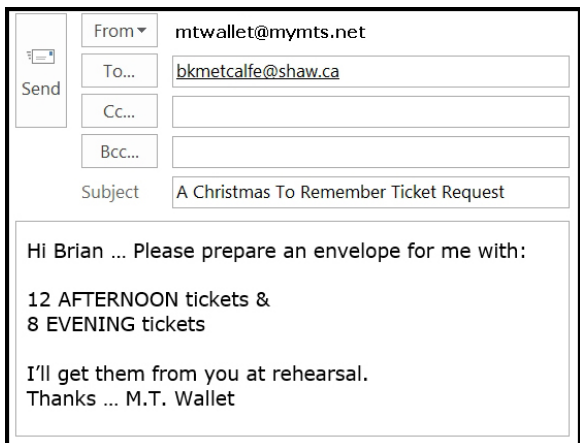 From ▾ mtwallet@mymts.net
Send
To... bkmetcalfe@shaw.ca
Cc...
Bcc...
Subject A Christmas To Remember Ticket Request
Hi Brian ... Please prepare an envelope for me with:
12 AFTERNOON tickets &
8 EVENING tickets
I'll get them from you at rehearsal.
Thanks ... M.T. Wallet